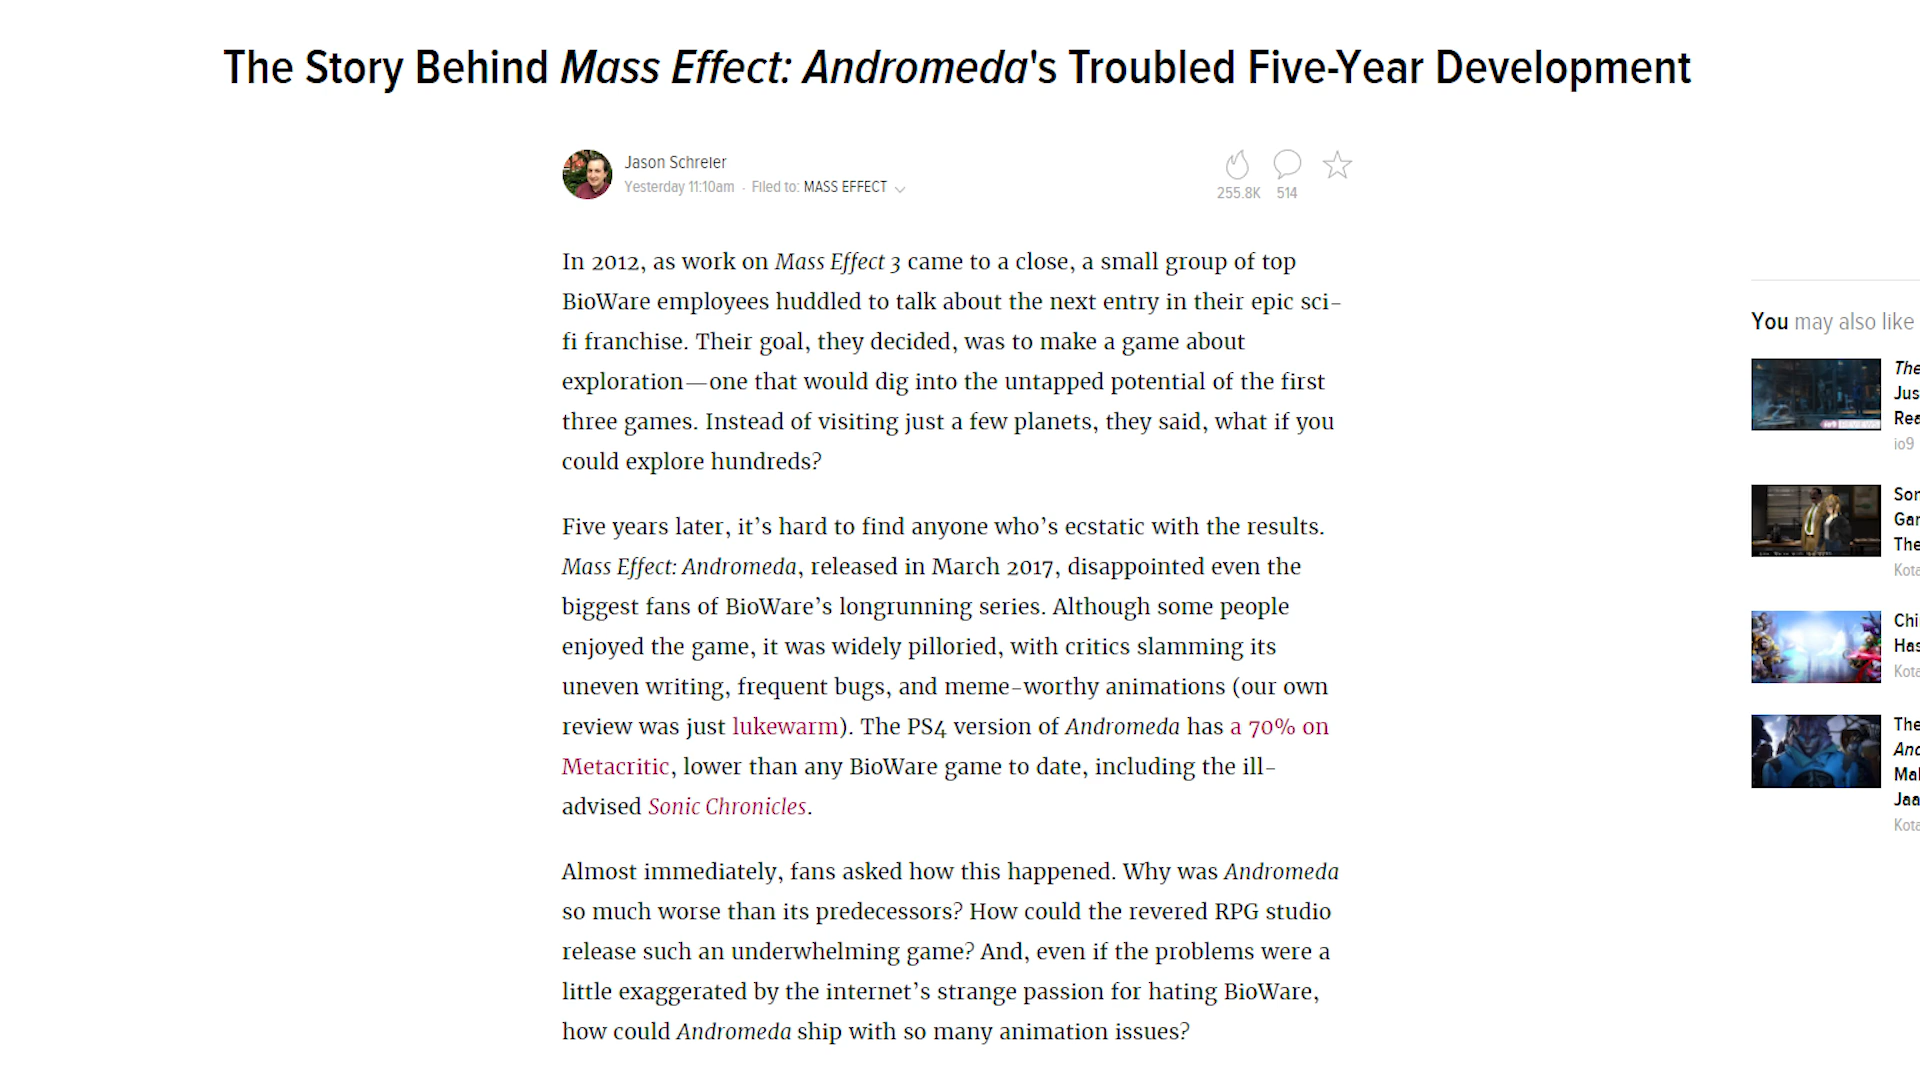 The Story Behind Mass Effect: Andromeda's Troubled Five-Year Development
Jason Schreier
Yesterday 11:10am · Filed to: MASS EFFECT
255.8K 514
In 2012, as work on Mass Effect 3 came to a close, a small group of top
BioWare employees huddled to talk about the next entry in their epic sci-
fi franchise. Their goal, they decided, was to make a game about
exploration—one that would dig into the untapped potential of the first
three games. Instead of visiting just a few planets, they said, what if you
could explore hundreds?
Five years later, it’s hard to find anyone who’s ecstatic with the results.
Mass Effect: Andromeda, released in March 2017, disappointed even the
biggest fans of BioWare’s longrunning series. Although some people
enjoyed the game, it was widely pilloried, with critics slamming its
uneven writing, frequent bugs, and meme-worthy animations (our own
review was just lukewarm). The PS4 version of Andromeda has a 70% on
Metacritic, lower than any BioWare game to date, including the ill-
advised Sonic Chronicles.
Almost immediately, fans asked how this happened. Why was Andromeda
so much worse than its predecessors? How could the revered RPG studio
release such an underwhelming game? And, even if the problems were a
little exaggerated by the internet’s strange passion for hating BioWare,
how could Andromeda ship with so many animation issues?
You may also like
The
Jus
Rea
io9
Gar
The
Kota
Chi
Has
Kota
The
And
Mal
Jaa
Kota